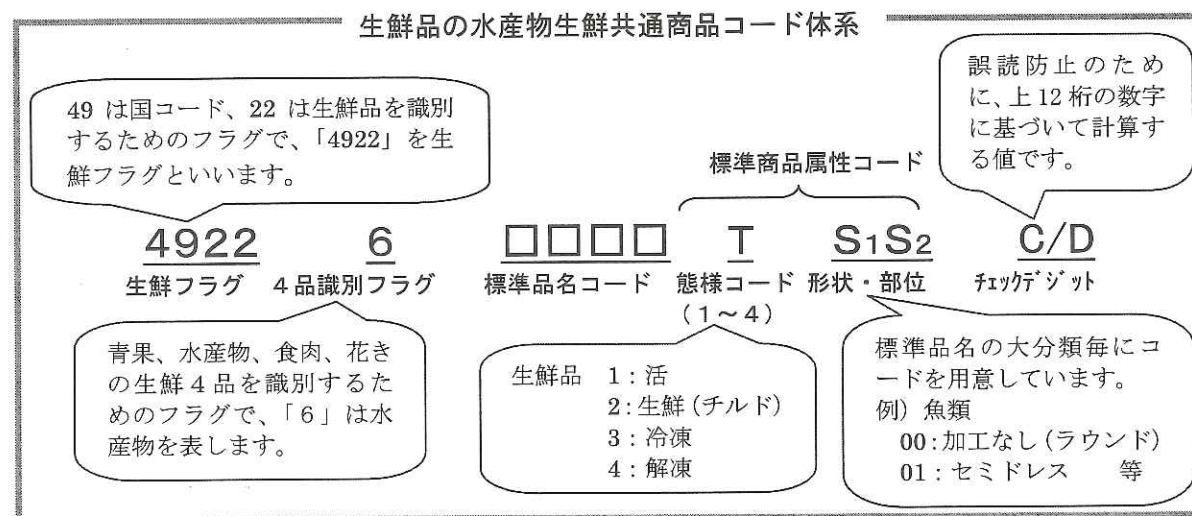 生鮮品の水産物生鮮共通商品コード体系
49 は国コード、22 は生鮮品を識別
するためのフラグで、「4922」を生
鮮フラグといいます。
誤読防止のため
に、上12桁の数字
に基づいて計算す
る値です。
標準商品属性コード
4922 6 □□□□ T S1S2 C/D
生鮮フラグ 4品識別フラグ 標準品名コード 態様コード 形状・部位 ﾁｪｯｸﾃﾞｼﾞｯﾄ
(1～4)
青果、水産物、食肉、花き
の生鮮4品を識別するた
めのフラグで、「6」は水
産物を表します。
生鮮品 1：活
2：生鮮(チルド)
3：冷凍
4：解凍
標準品名の大分類毎にコ
ードを用意しています。
例) 魚類
00：加工なし(ラウンド)
01：セミドレス 等